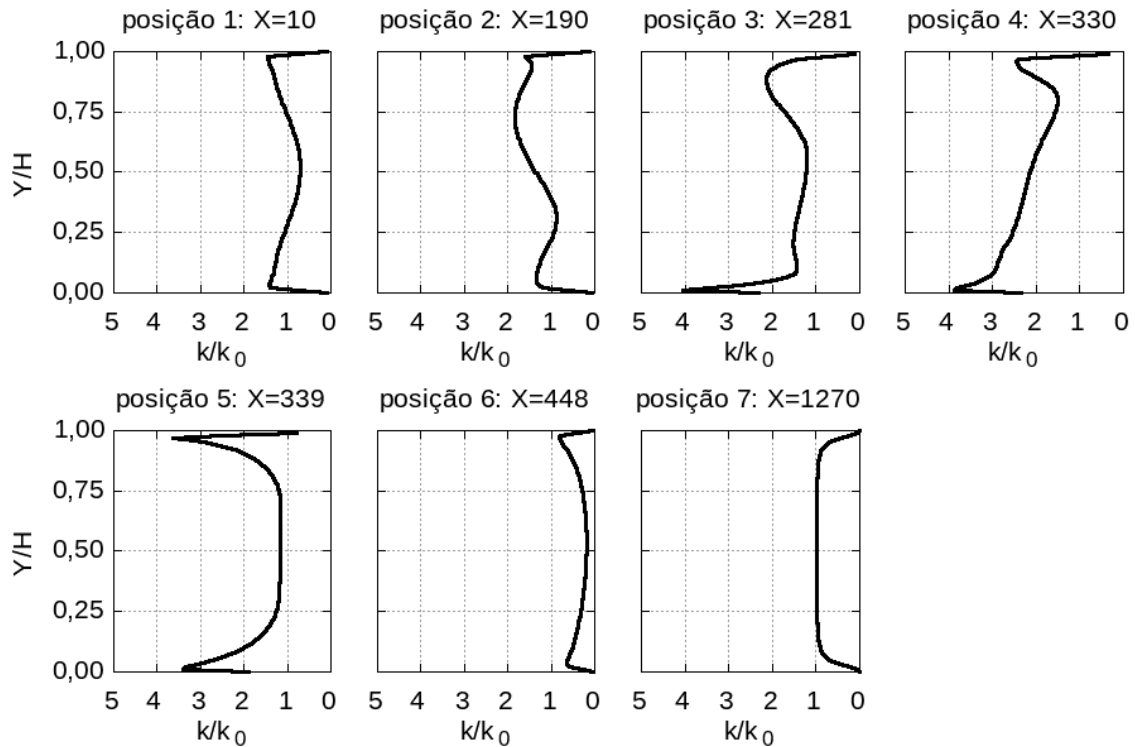 posição 1: X=10 posição 2: X=190 posição 3: X=281 posição 4: X=330
1,00
0,75
0,50
0,25
0,00
Y/H
5 4 3 2 1 0 5 4 3 2 1 0 5 4 3 2 1 0 5 4 3 2 1 0
k/k0 k/k0 k/k0 k/k0
posição 5: X=339 posição 6: X=448 posição 7: X=1270
1,00
0,75
0,50
0,25
0,00
Y/H
5 4 3 2 1 0 5 4 3 2 1 0 5 4 3 2 1 0
k/k0 k/k0 k/k0